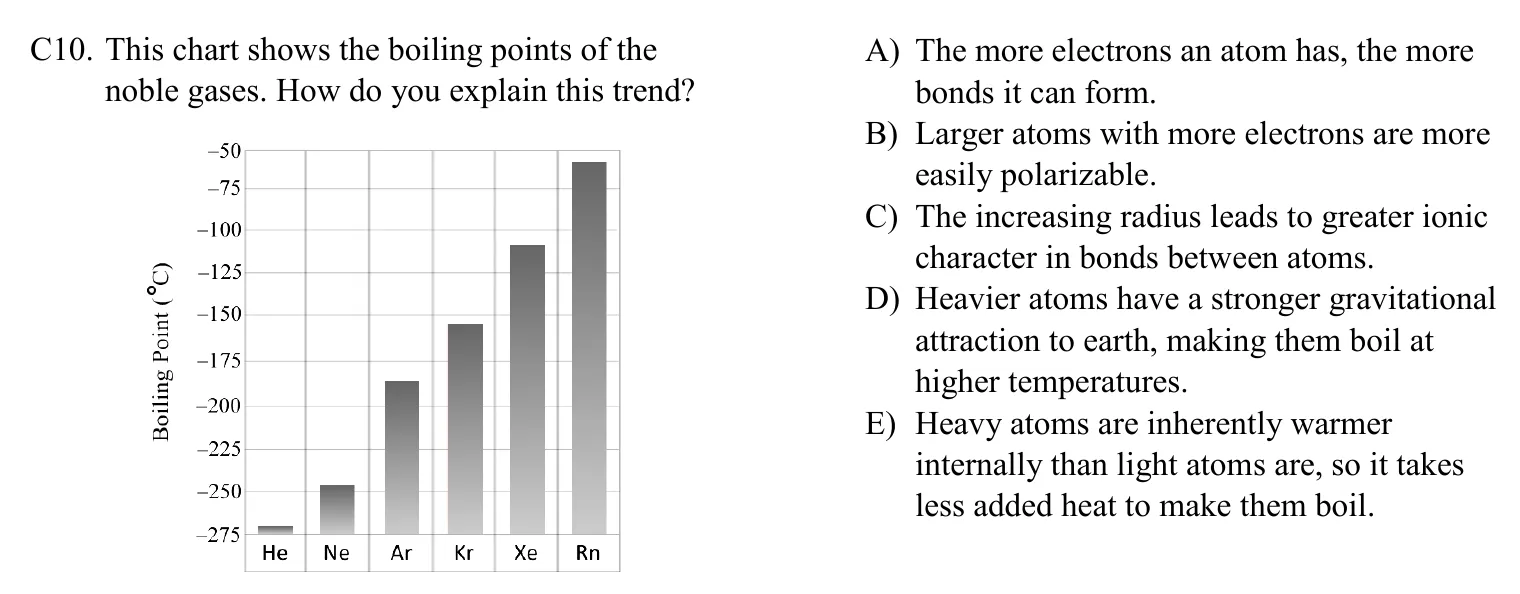 C10. This chart shows the boiling points of the
noble gases. How do you explain this trend?
–50
–75
–100
–125
–150
–175
–200
–225
–250
–275
Boiling Point (°C)
He Ne Ar Kr Xe Rn
A) The more electrons an atom has, the more
bonds it can form.
B) Larger atoms with more electrons are more
easily polarizable.
C) The increasing radius leads to greater ionic
character in bonds between atoms.
D) Heavier atoms have a stronger gravitational
attraction to earth, making them boil at
higher temperatures.
E) Heavy atoms are inherently warmer
internally than light atoms are, so it takes
less added heat to make them boil.